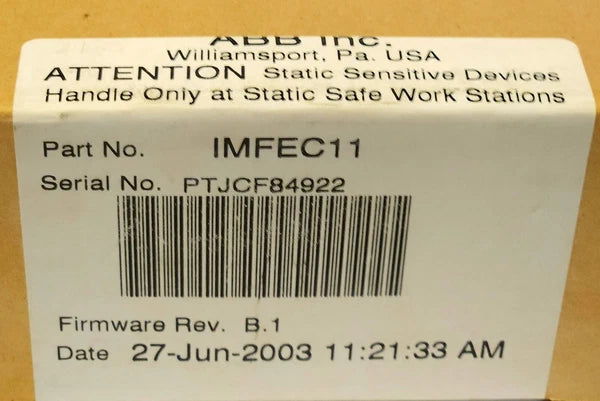 ABB Inc.
Williamsport, Pa. USA
ATTENTION Static Sensitive Devices
Handle Only at Static Safe Work Stations
Part No. IMFEC11
Serial No. PTJCF84922
Firmware Rev. B.1
Date 27-Jun-2003 11:21:33 AM